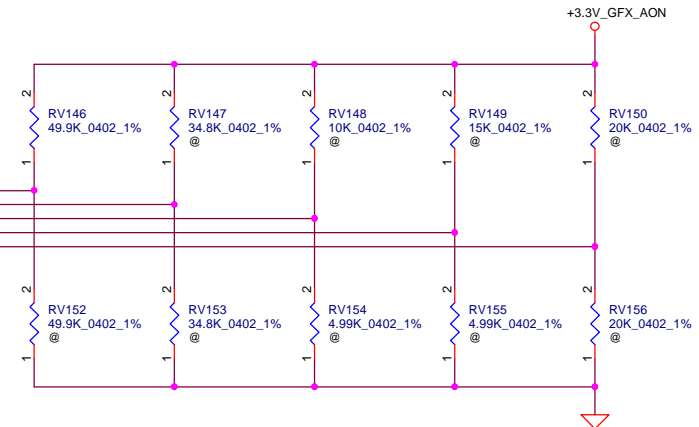 +3.3V_GFX_AON
2
RV146
49.9K_0402_1%
1
2
RV147
34.8K_0402_1%
@
1
2
RV148
10K_0402_1%
@
1
2
RV149
15K_0402_1%
@
1
2
RV150
20K_0402_1%
@
1
2
RV152
49.9K_0402_1%
@
1
2
RV153
34.8K_0402_1%
@
1
2
RV154
4.99K_0402_1%
@
1
2
RV155
4.99K_0402_1%
@
1
2
RV156
20K_0402_1%
@
1